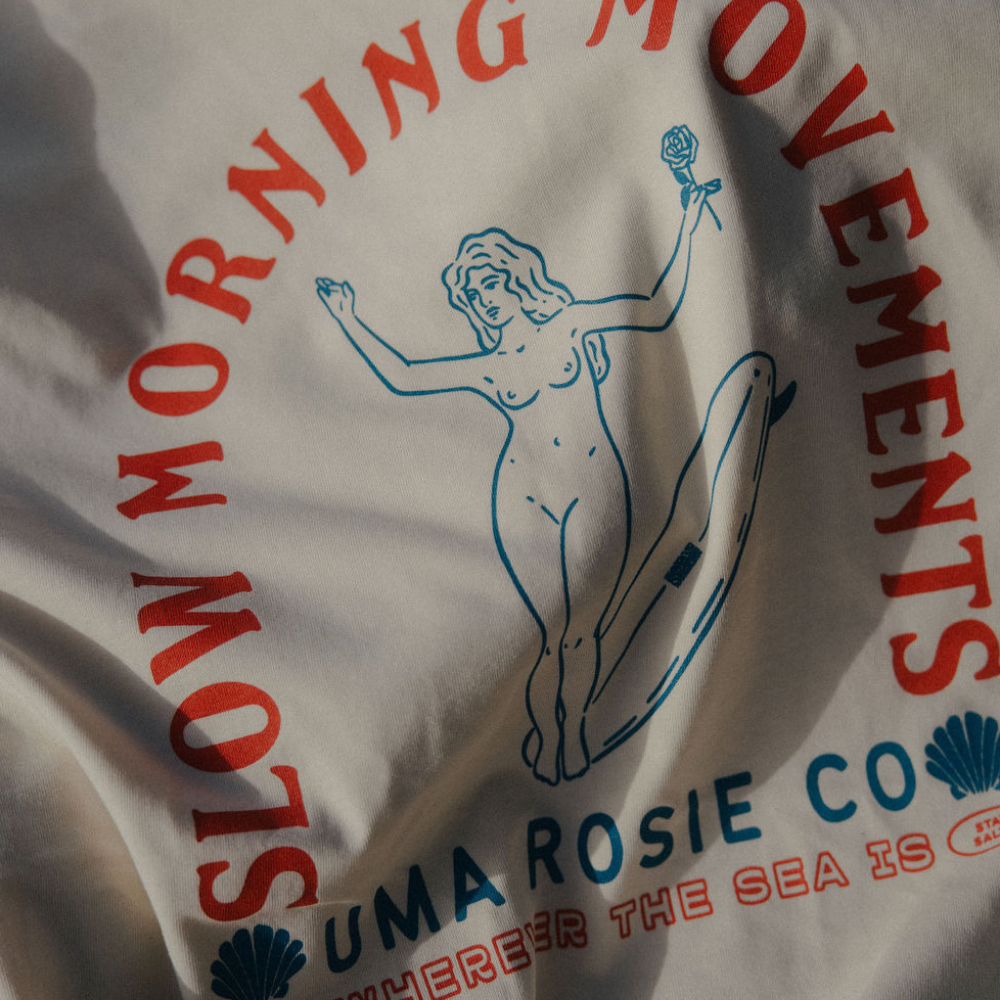 SLOW MORNING MOVEMENTS
UMA ROSIE CO
WHEREVER THE SEA IS